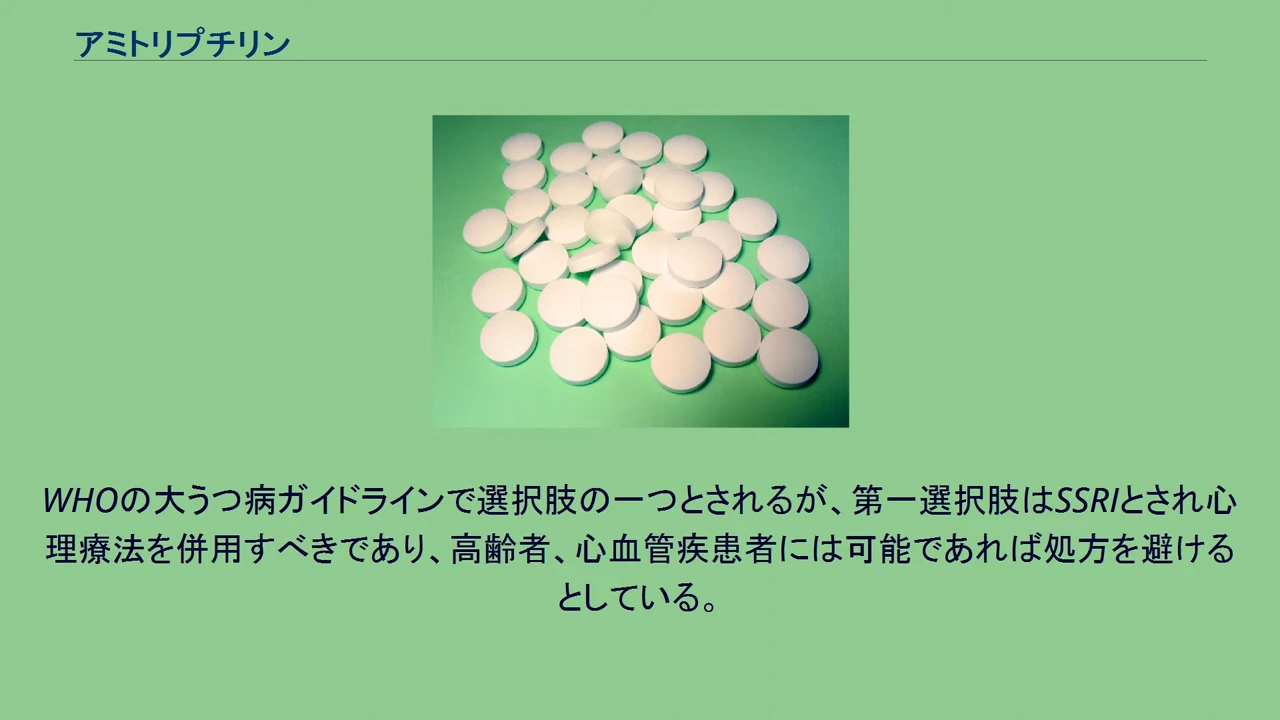 アミトリプチリン
WHOの大うつ病ガイドラインで選択肢の一つとされるが、第一選択肢はSSRIとされ心
理療法を併用すべきであり、高齢者、心血管疾患者には可能であれば処方を避ける
としている。